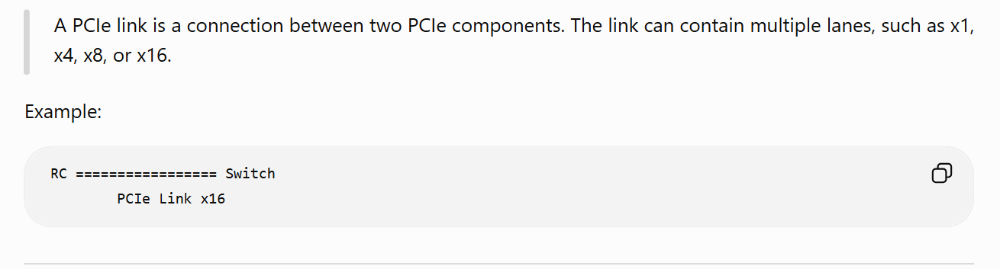 A PCIe link is a connection between two PCIe components. The link can contain multiple lanes, such as x1,
x4, x8, or x16.
Example:
RC ================= Switch
PCIe Link x16